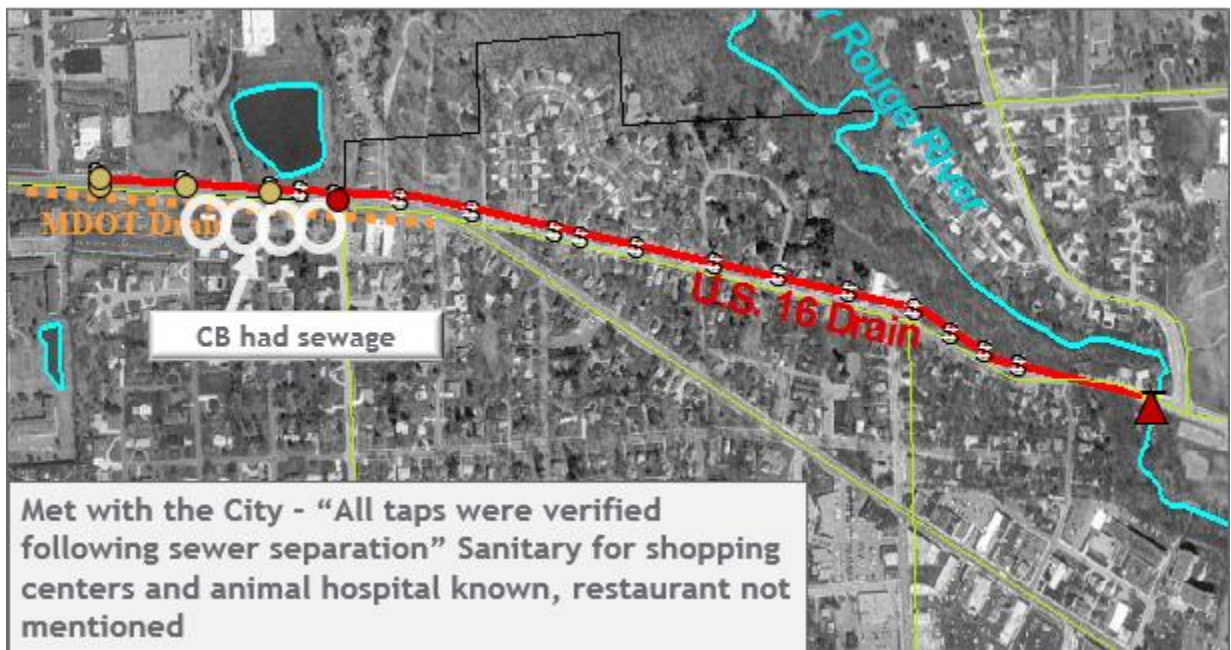 r Rouge River
MDOT Drain
U.S. 16 Drain
CB had sewage
Met with the City - “All taps were verified
following sewer separation” Sanitary for shopping
centers and animal hospital known, restaurant not
mentioned